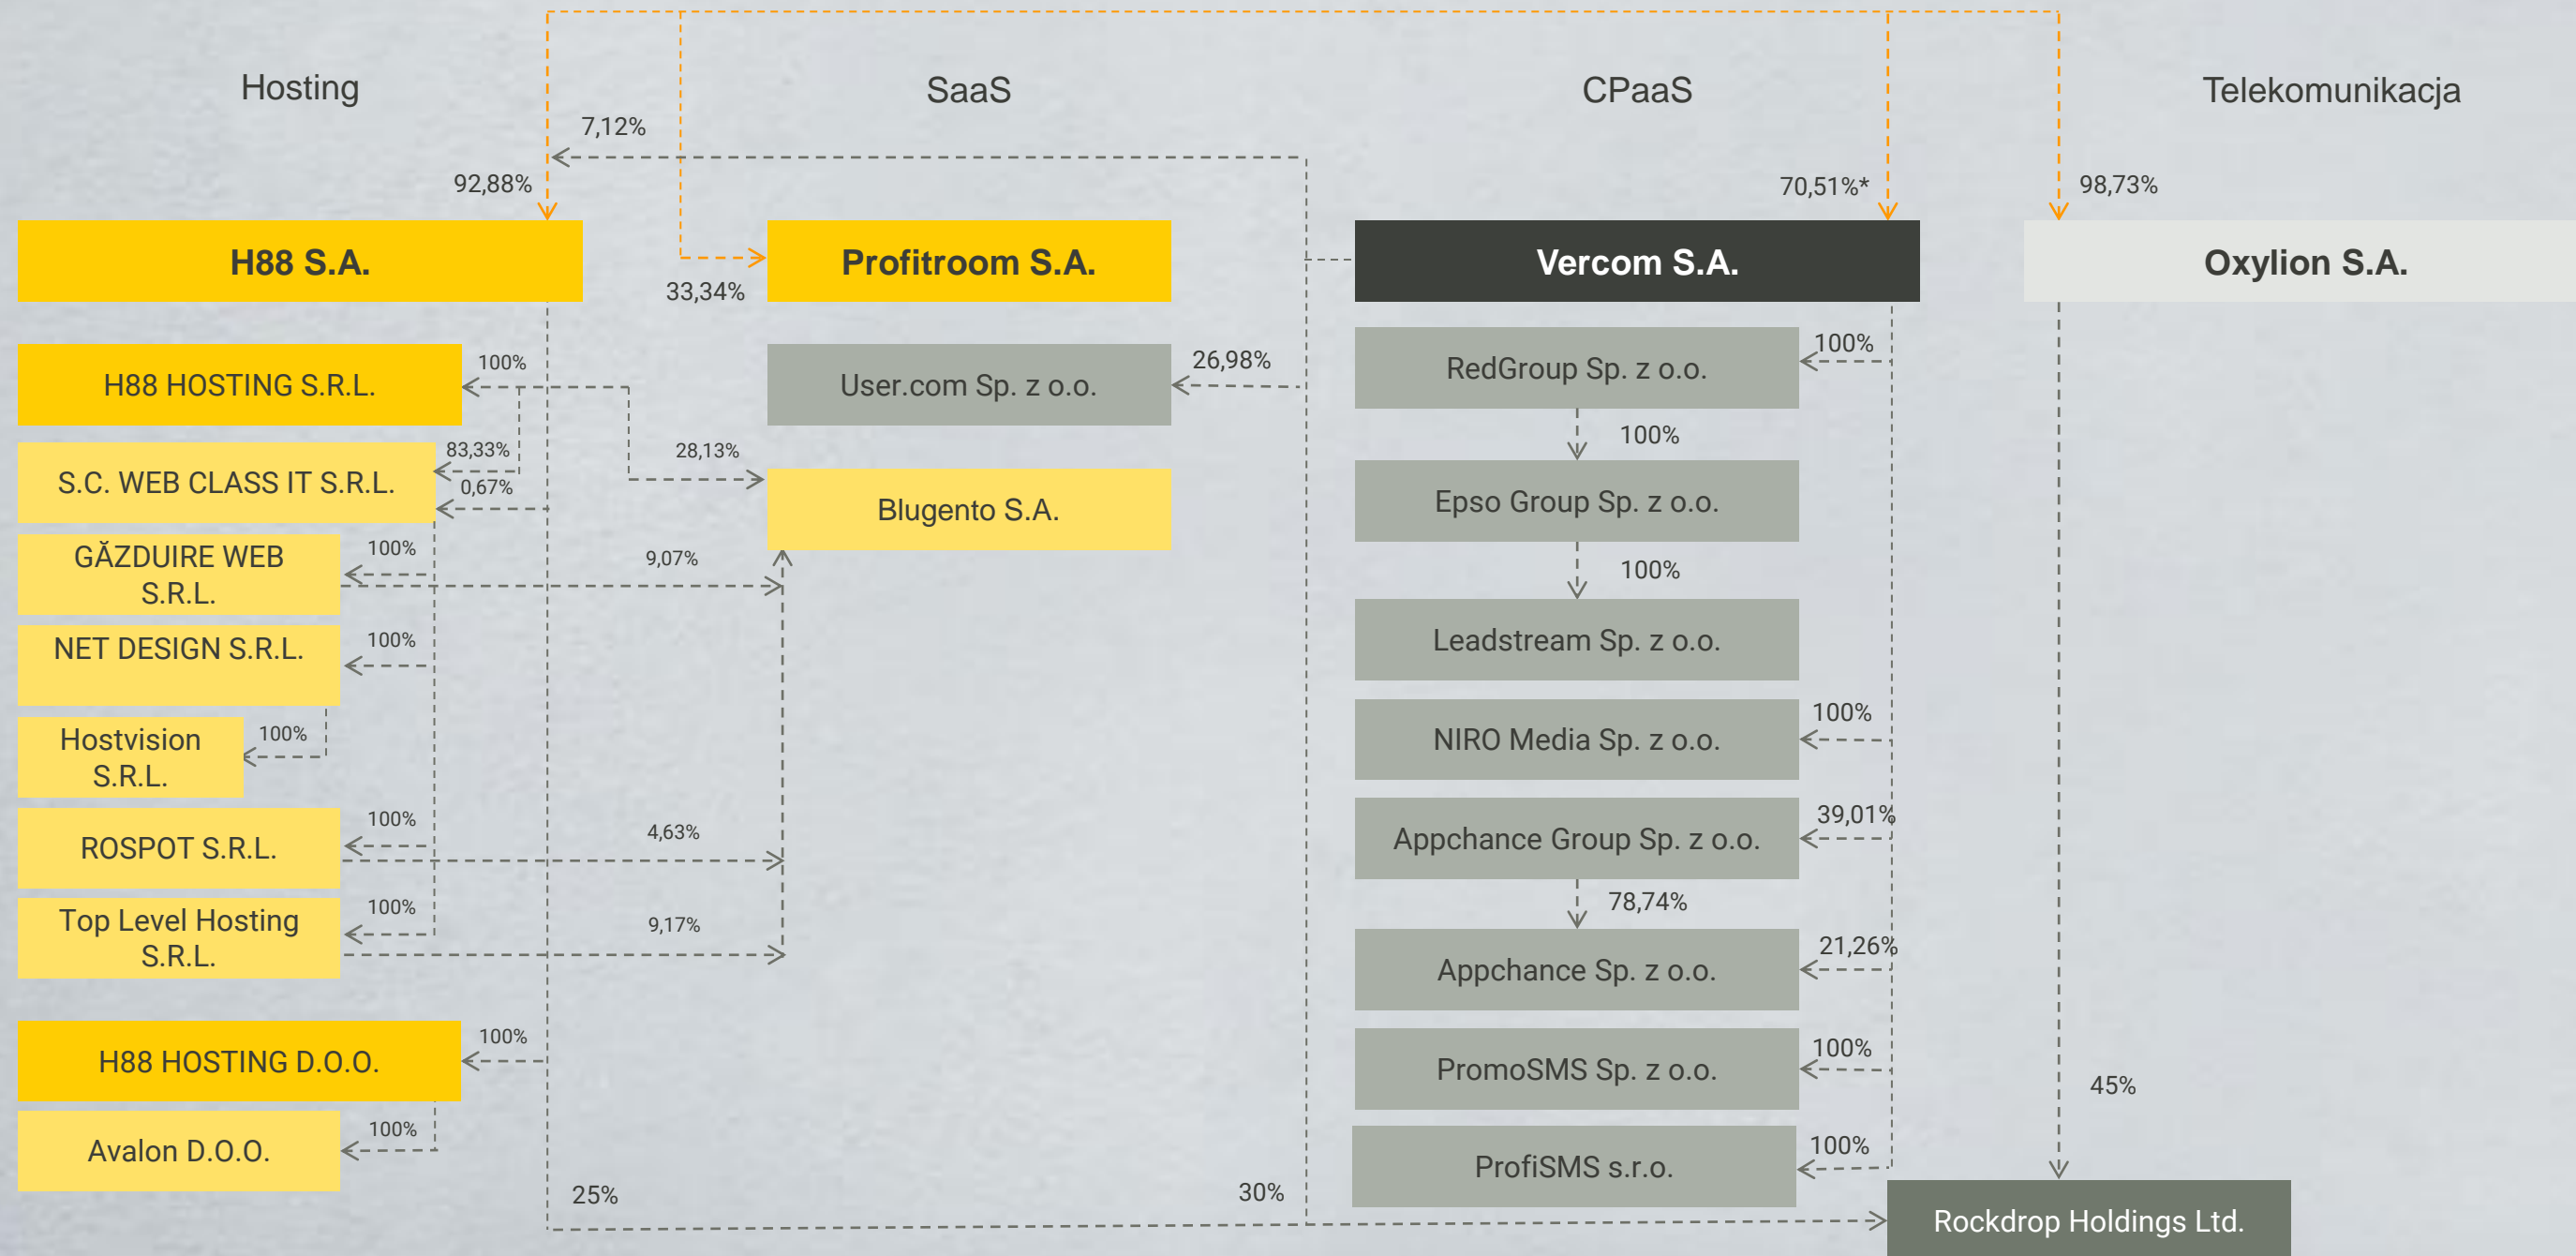 Hosting
SaaS
CPaaS
Telekomunikacja
7,12%
92,88%
70,51%*
98,73%
H88 S.A.
Profitroom S.A.
Vercom S.A.
Oxylion S.A.
33,34%
H88 HOSTING S.R.L.
100%
User.com Sp. z o.o.
26,98%
RedGroup Sp. z o.o.
100%
100%
S.C. WEB CLASS IT S.R.L.
83,33%
0,67%
28,13%
Blugento S.A.
Epso Group Sp. z o.o.
100%
GĂZDUIRE WEB
S.R.L.
100%
9,07%
Leadstream Sp. z o.o.
NET DESIGN S.R.L.
100%
Hostvision
S.R.L.
100%
NIRO Media Sp. z o.o.
100%
ROSPOT S.R.L.
100%
4,63%
Appchance Group Sp. z o.o.
39,01%
78,74%
Top Level Hosting
S.R.L.
100%
9,17%
Appchance Sp. z o.o.
21,26%
H88 HOSTING D.O.O.
100%
PromoSMS Sp. z o.o.
100%
45%
Avalon D.O.O.
100%
ProfiSMS s.r.o.
100%
25%
30%
Rockdrop Holdings Ltd.